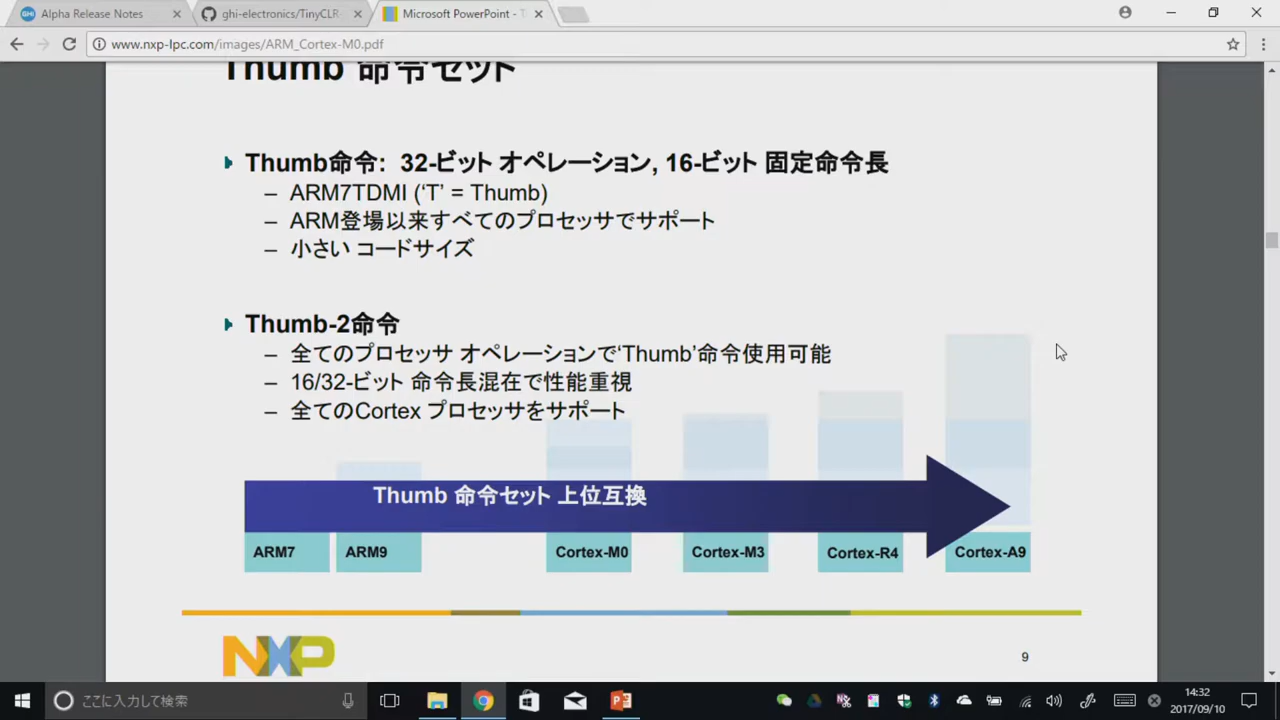 Alpha Release Notes
ghi-electronics/TinyCLR
Microsoft PowerPoint - T
www.nxp-lpc.com/images/ARM_Cortex-M0.pdf
Thumb 命令セット
Thumb命令: 32-ビット オペレーション, 16-ビット 固定命令長
– ARM7TDMI (‘T’ = Thumb)
– ARM登場以来すべてのプロセッサでサポート
– 小さい コードサイズ
Thumb-2命令
– 全てのプロセッサ オペレーションで‘Thumb’命令使用可能
– 16/32-ビット 命令長混在で性能重視
– 全てのCortex プロセッサをサポート
Thumb 命令セット 上位互換
ARM7
ARM9
Cortex-M0
Cortex-M3
Cortex-R4
Cortex-A9
NXP
9
ここに入力して検索
14:32
2017/09/10